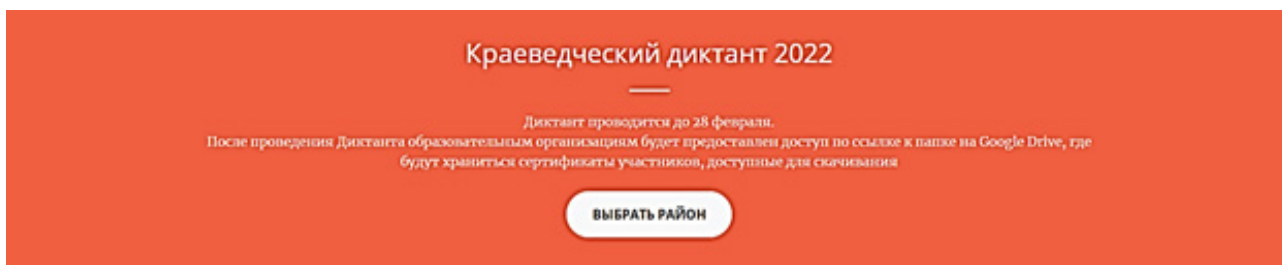 Краеведческий диктант 2022
Диктант проводится до 28 февраля.
После проведения Диктанта образовательным организациям будет предоставлен доступ по ссылке к папке на Google Drive, где
будут храниться сертификаты участников, доступные для скачивания
ВЫБРАТЬ РАЙОН